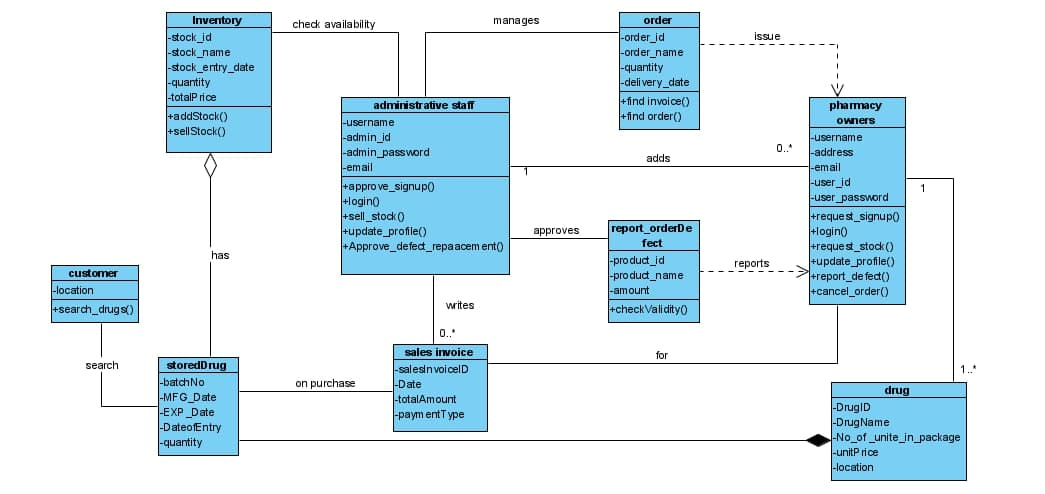 Inventory
-stock_id
-stock_name
-stock_entry_date
-quantity
-totalPrice
+addStock()
+sellStock()
check availability
manages
order
-order_id
-order_name
-quantity
-delivery_date
+find invoice()
+find order()
issue
administrative staff
-username
-admin_id
-admin_password
-email
+approve_signup()
+login()
+sell_stock()
+update_profile()
+Approve_defect_repaacement()
adds
1
0..*
pharmacy
owners
-username
-address
-email
-user_id
-user_password
+request_signup()
+login()
+request_stock()
+update_profile()
+report_defect()
+cancel_order()
1
approves
report_orderDe
fect
-product_id
-product_name
-amount
+checkValidity()
reports
has
customer
-location
+search_drugs()
search
writes
0..*
storedDrug
-batchNo
-MFG_Date
-EXP_Date
-DateofEntry
-quantity
on purchase
sales invoice
-salesInvoiceID
-Date
-totalAmount
-paymentType
for
1..*
drug
-DrugID
-DrugName
-No_of _unite_in_package
-unitPrice
-location